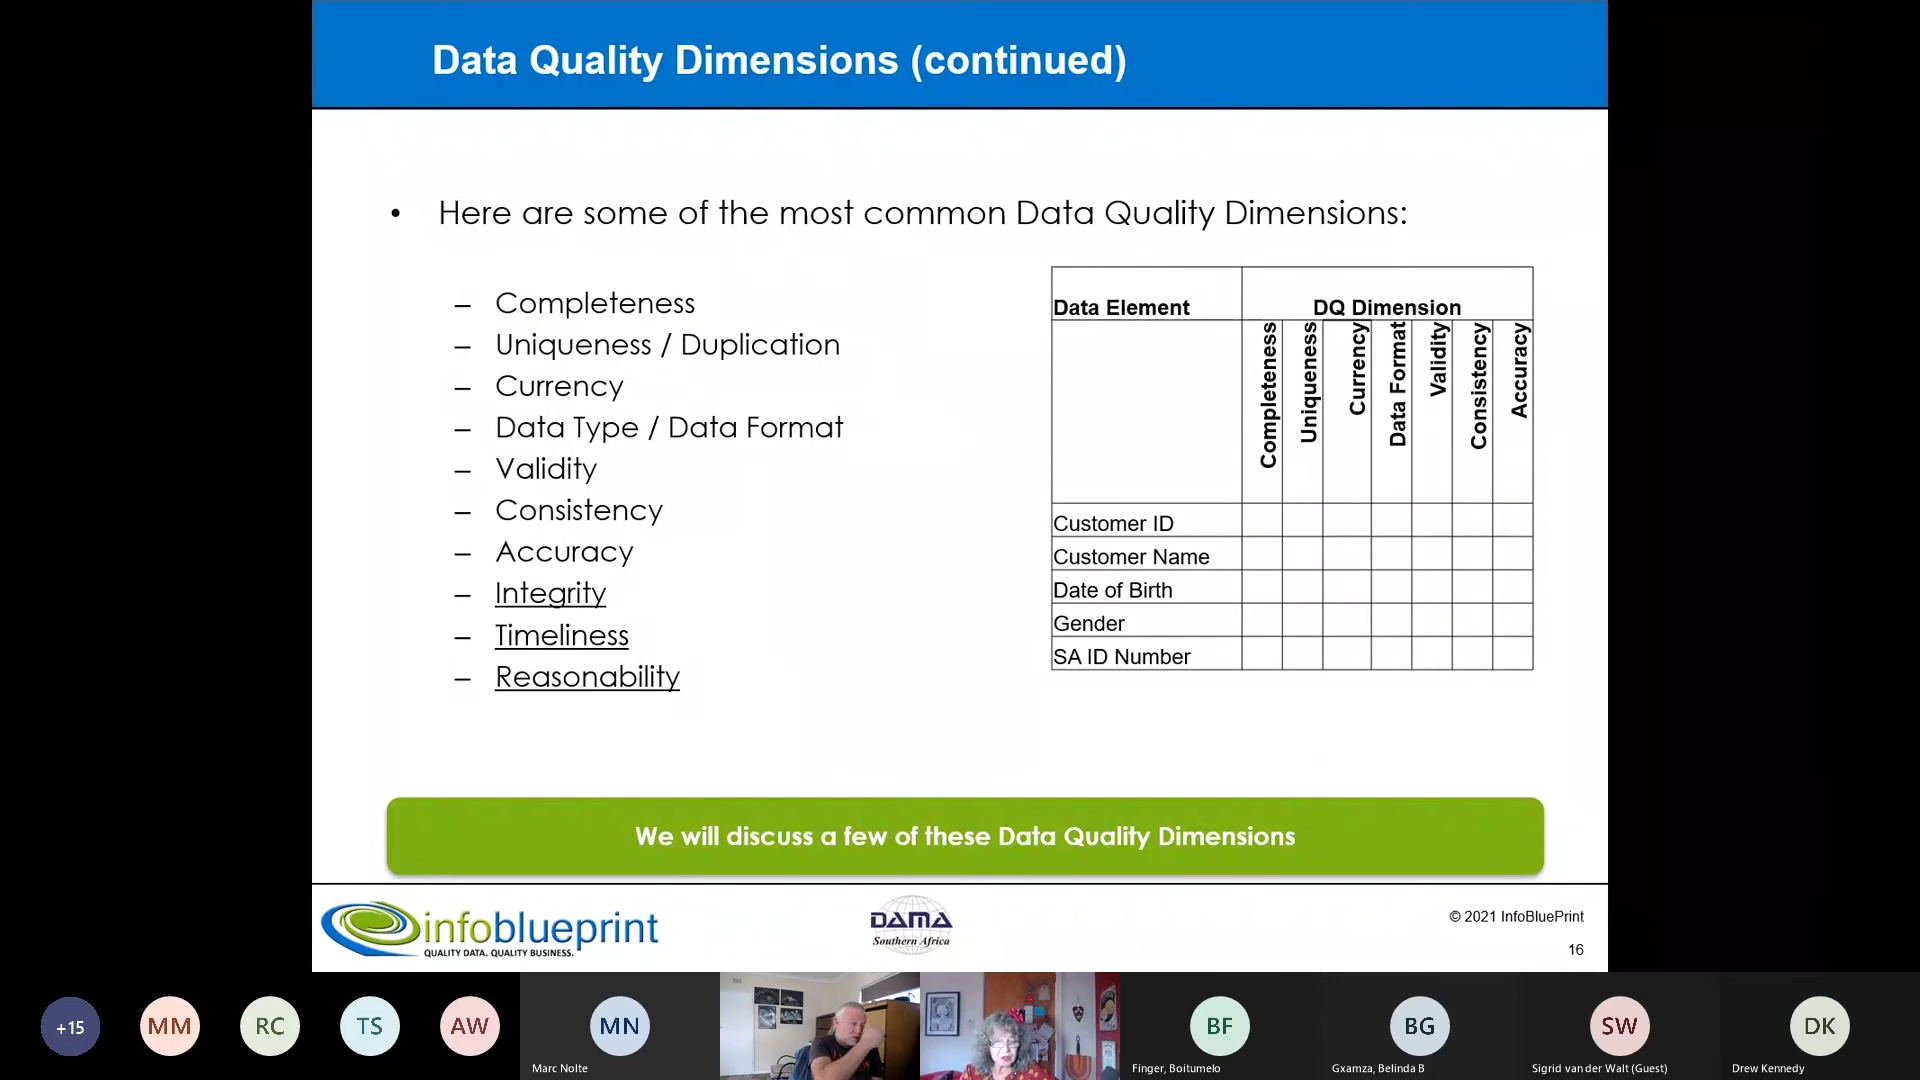 Data Quality Dimensions (continued)
• Here are some of the most common Data Quality Dimensions:
– Completeness
– Uniqueness / Duplication
– Currency
– Data Type / Data Format
– Validity
– Consistency
– Accuracy
– Integrity
– Timeliness
– Reasonability
Data Element DQ Dimension
Completeness Uniqueness Currency Data Format Validity Consistency Accuracy
Customer ID
Customer Name
Date of Birth
Gender
SA ID Number
We will discuss a few of these Data Quality Dimensions
infoblueprint
QUALITY DATA. QUALITY BUSINESS.
DAMA
Southern Africa
© 2021 InfoBluePrint
16
+15 MM RC TS AW MN BF BG SW DK
Marc Nolte Finger, Boitumelo Gxamza, Belinda B Sigrid van der Walt (Guest) Drew Kennedy